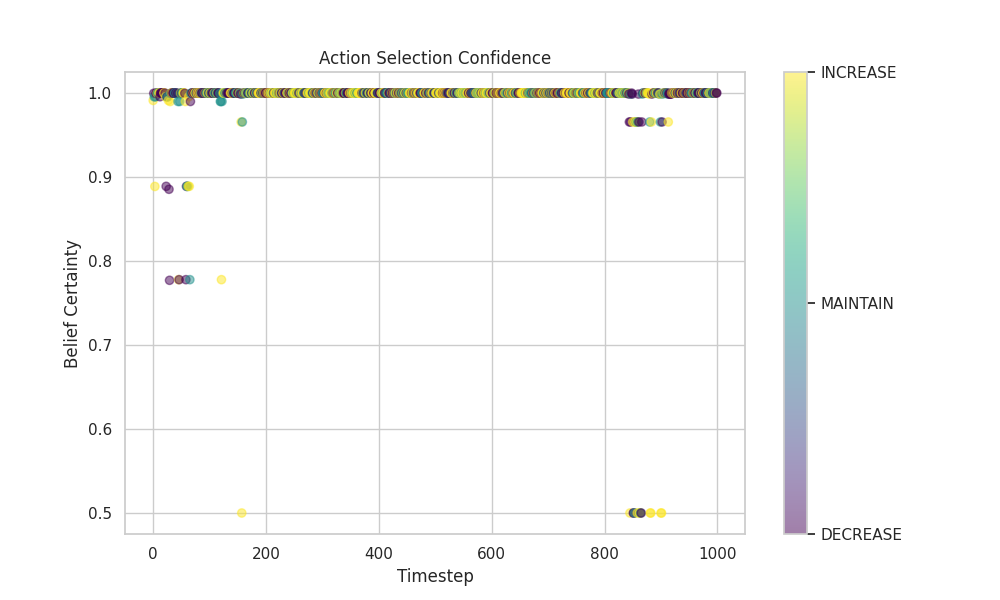 Action Selection Confidence
1.0
0.9
0.8
0.7
0.6
0.5
Belief Certainty
0
200
400
600
800
1000
Timestep
INCREASE
MAINTAIN
DECREASE